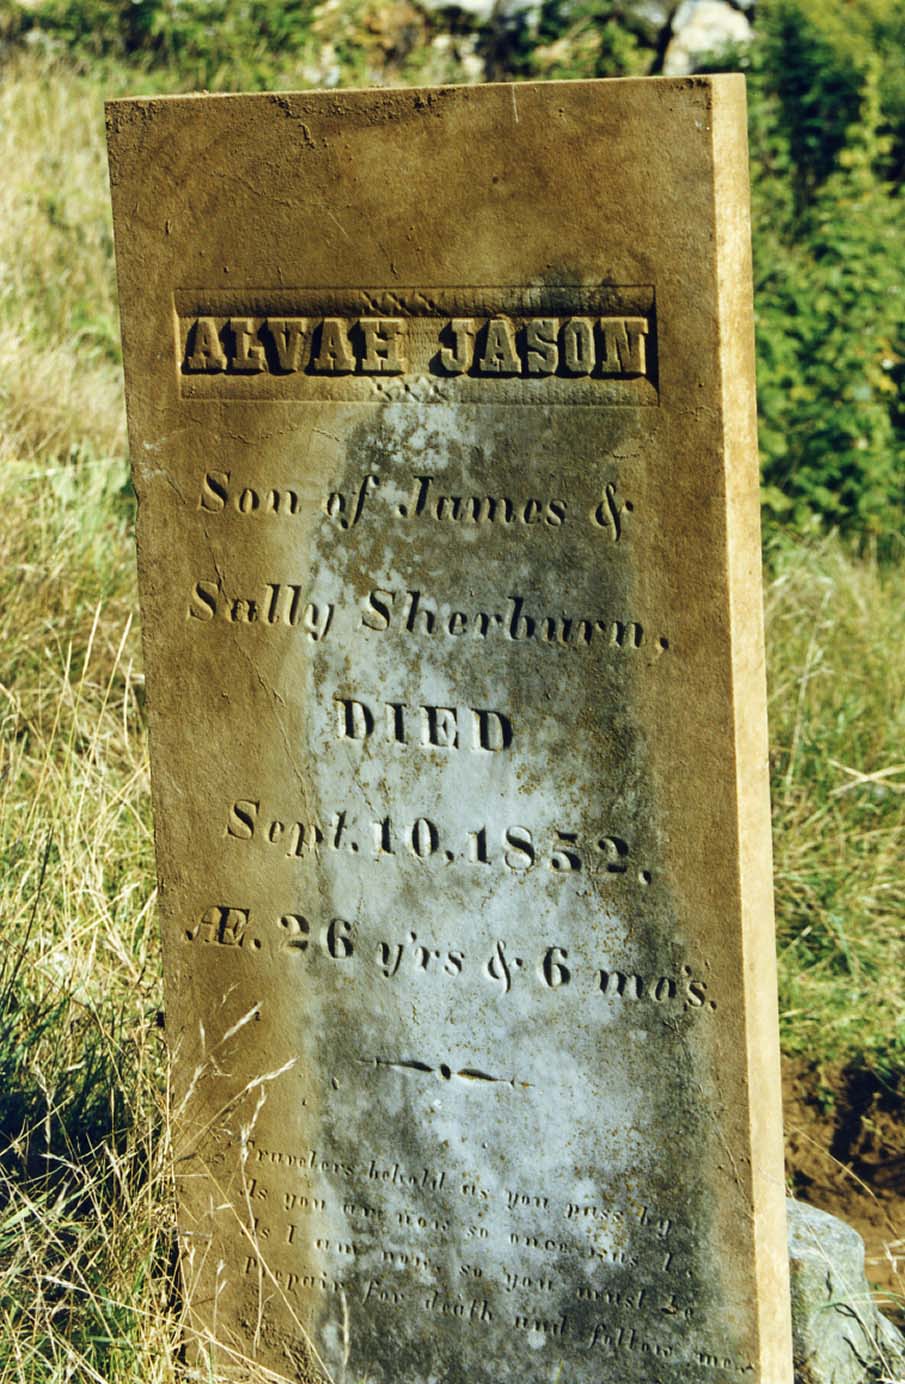 ALVAH JASON
Son of James &
Sally Sherburn,
DIED
Sept. 10, 1852,
Æ. 26 y'rs & 6 mo's.
Travelers behold as you pass by
As you are now so once was I.
As I am now so you must be
Prepair for death and follow me.